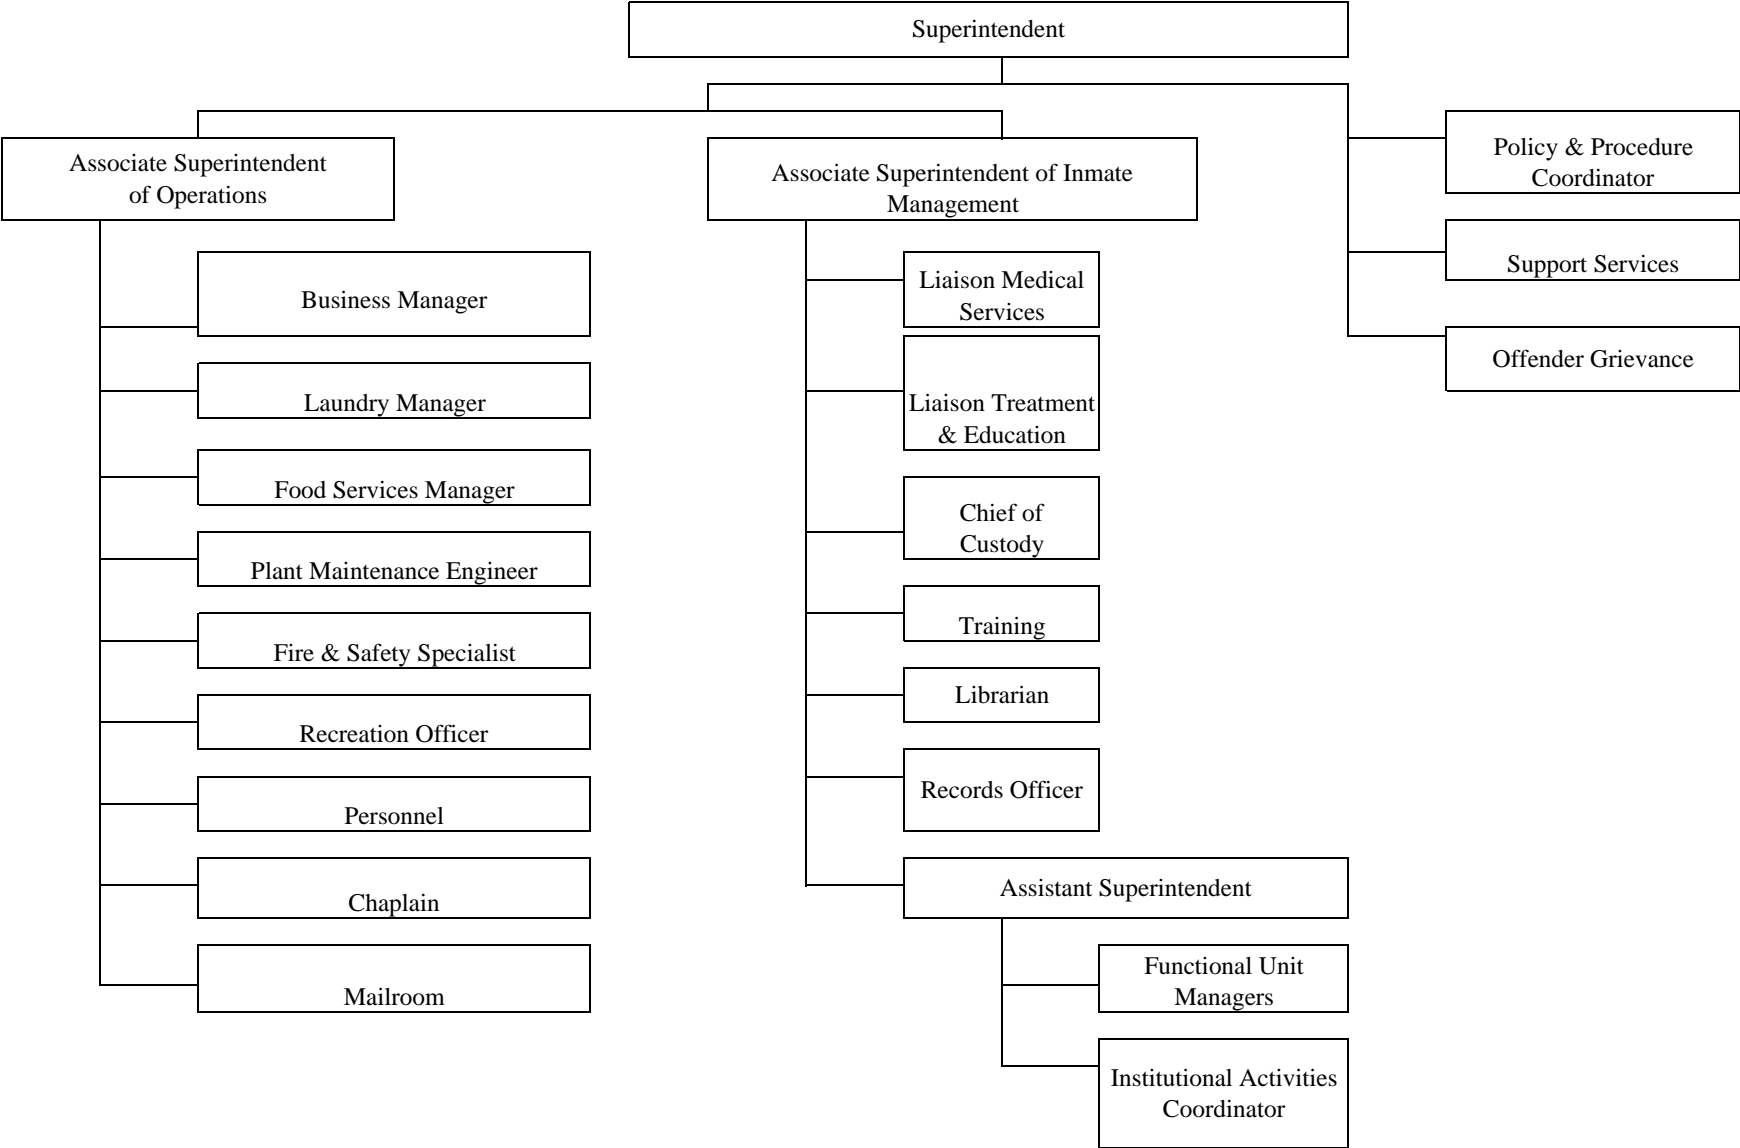 Superintendent
Associate Superintendent
of Operations
Associate Superintendent of Inmate
Management
Policy & Procedure
Coordinator
Support Services
Offender Grievance
Business Manager
Laundry Manager
Food Services Manager
Plant Maintenance Engineer
Fire & Safety Specialist
Recreation Officer
Personnel
Chaplain
Mailroom
Liaison Medical
Services
Liaison Treatment
& Education
Chief of
Custody
Training
Librarian
Records Officer
Assistant Superintendent
Functional Unit
Managers
Institutional Activities
Coordinator